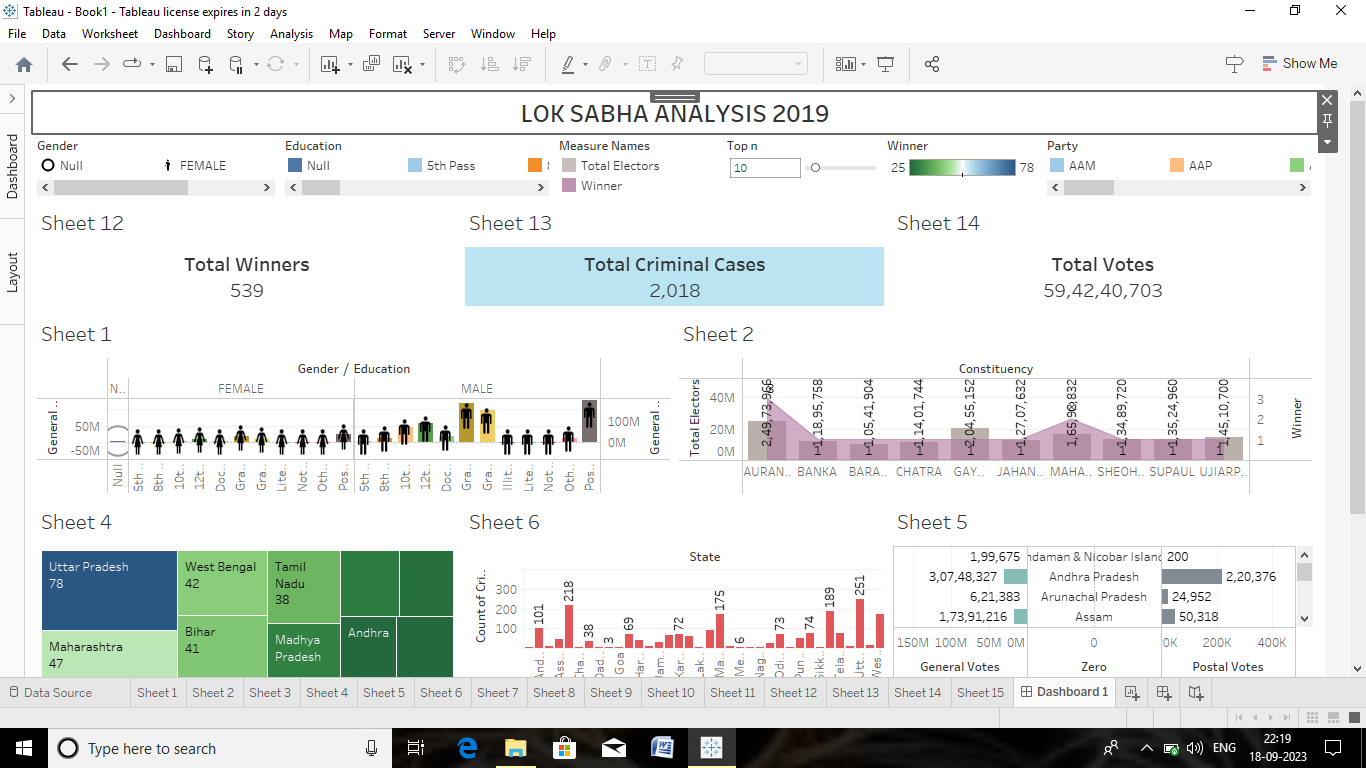 Tableau - Book1 - Tableau license expires in 2 days
File Data Worksheet Dashboard Story Analysis Map Format Server Window Help
Show Me
Dashboard
Layout
LOK SABHA ANALYSIS 2019
Gender Education Measure Names Top n Winner Party
Null FEMALE Null 5th Pass Total Electors 10 25 78 AAM AAP
Winner
Sheet 12 Sheet 13 Sheet 14
Total Winners Total Criminal Cases Total Votes
539 2,018 59,42,40,703
Sheet 1 Sheet 2
Gender / Education
N.. FEMALE MALE
General ..
50M
-50M
100M
0M
General ..
Null 5th .. 8th .. 10t.. 12t.. Doc.. Gra.. Gra.. Lite.. Not .. Oth.. Pos.. 5th .. 8th .. 10t.. 12t.. Doc.. Gra.. Gra.. Illit.. Lite.. Not .. Oth.. Pos..
Constituency
Total Electors
40M
20M
0M
1,18,95,758 1,05,41,904 1,14,01,744 2,04,55,152 1,27,07,632 1,34,89,720 1,35,24,960 1,45,10,700
1 1 1 1 1 1 1 1
3
2
1
Winner
AURAN.. BANKA BARA.. CHATRA GAY.. JAHAN.. MAHA.. SHEOH.. SUPAUL UJIARP..
Sheet 4 Sheet 6 Sheet 5
Uttar Pradesh
78
West Bengal
42
Tamil
Nadu
38
Maharashtra
47
Bihar
41
Madhya
Pradesh
Andhra
State
Count of Cri..
300
200
100
101 218 38 3 69 72 175 6 73 74 189 251
And.. Ass.. Cha.. Dad.. Goa Har.. Jam.. Kar.. Lak.. Ma.. Me.. Nag.. Odi.. Pun.. Sikk.. Tela.. Utt.. Wes..
1,99,675 ndaman & Nicobar Island 200
3,07,48,327 Andhra Pradesh 2,20,376
6,21,383 Arunachal Pradesh 24,952
1,73,91,216 Assam 50,318
150M 100M 50M 0M 0 0K 200K 400K
General Votes Zero Postal Votes
Data Source Sheet 1 Sheet 2 Sheet 3 Sheet 4 Sheet 5 Sheet 6 Sheet 7 Sheet 8 Sheet 9 Sheet 10 Sheet 11 Sheet 12 Sheet 13 Sheet 14 Sheet 15 Dashboard 1
Type here to search
ENG
22:19
18-09-2023